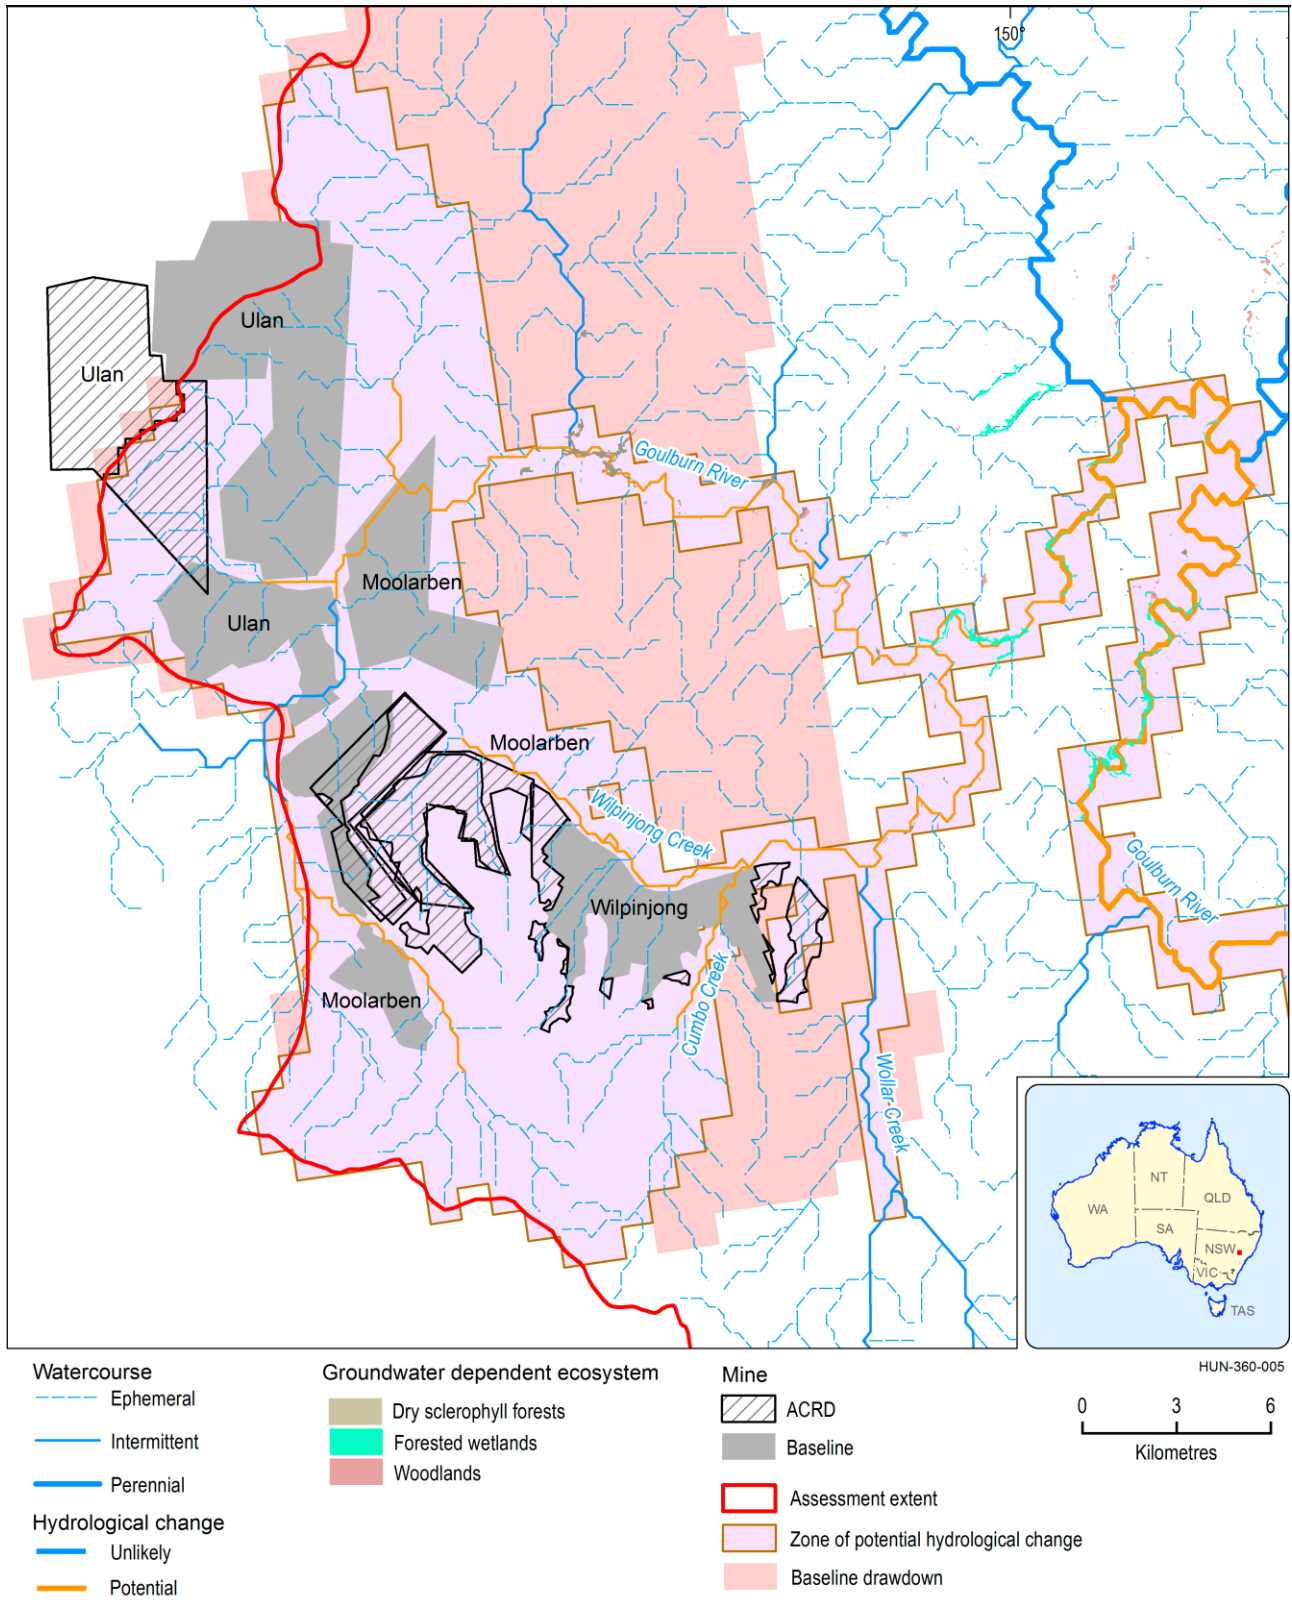 150°
Ulan
Ulan
Goulburn River
Moolarben
Ulan
Moolarben
Wilpinjong Creek
Goulburn River
Wilpinjong
Moolarben
Cumbo Creek
Wollar Creek
NT
QLD
WA
SA
NSW
VIC
TAS
HUN-360-005
Watercourse
Ephemeral
Intermittent
Perennial
Hydrological change
Unlikely
Potential
Groundwater dependent ecosystem
Dry sclerophyll forests
Forested wetlands
Woodlands
Mine
ACRD
Baseline
Assessment extent
Zone of potential hydrological change
Baseline drawdown
0 3 6
Kilometres